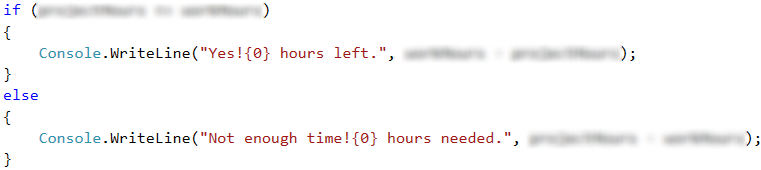 if (
{
Console.WriteLine("Yes!{0} hours left.", );
}
else
{
Console.WriteLine("Not enough time!{0} hours needed.", );
}